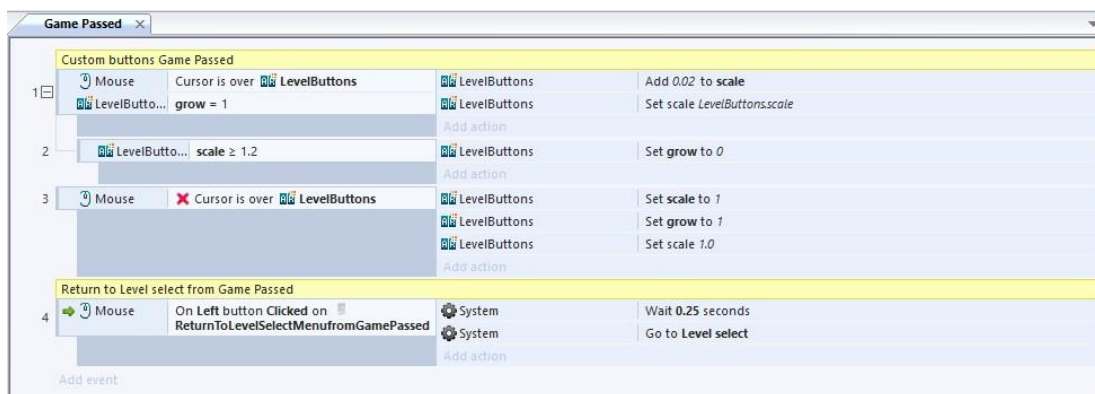 Game Passed
Custom buttons Game Passed
1 Mouse Cursor is over LevelButtons LevelButtons Add 0.02 to scale
LevelButto... grow = 1 LevelButtons Set scale LevelButtons.scale
Add action
2 LevelButto... scale ≥ 1.2 LevelButtons Set grow to 0
Add action
3 Mouse Cursor is over LevelButtons LevelButtons Set scale to 1
LevelButtons Set grow to 1
LevelButtons Set scale 1.0
Add action
Return to Level select from Game Passed
4 Mouse On Left button Clicked on System Wait 0.25 seconds
ReturnToLevelSelectMenufromGamePassed System Go to Level select
Add action
Add event